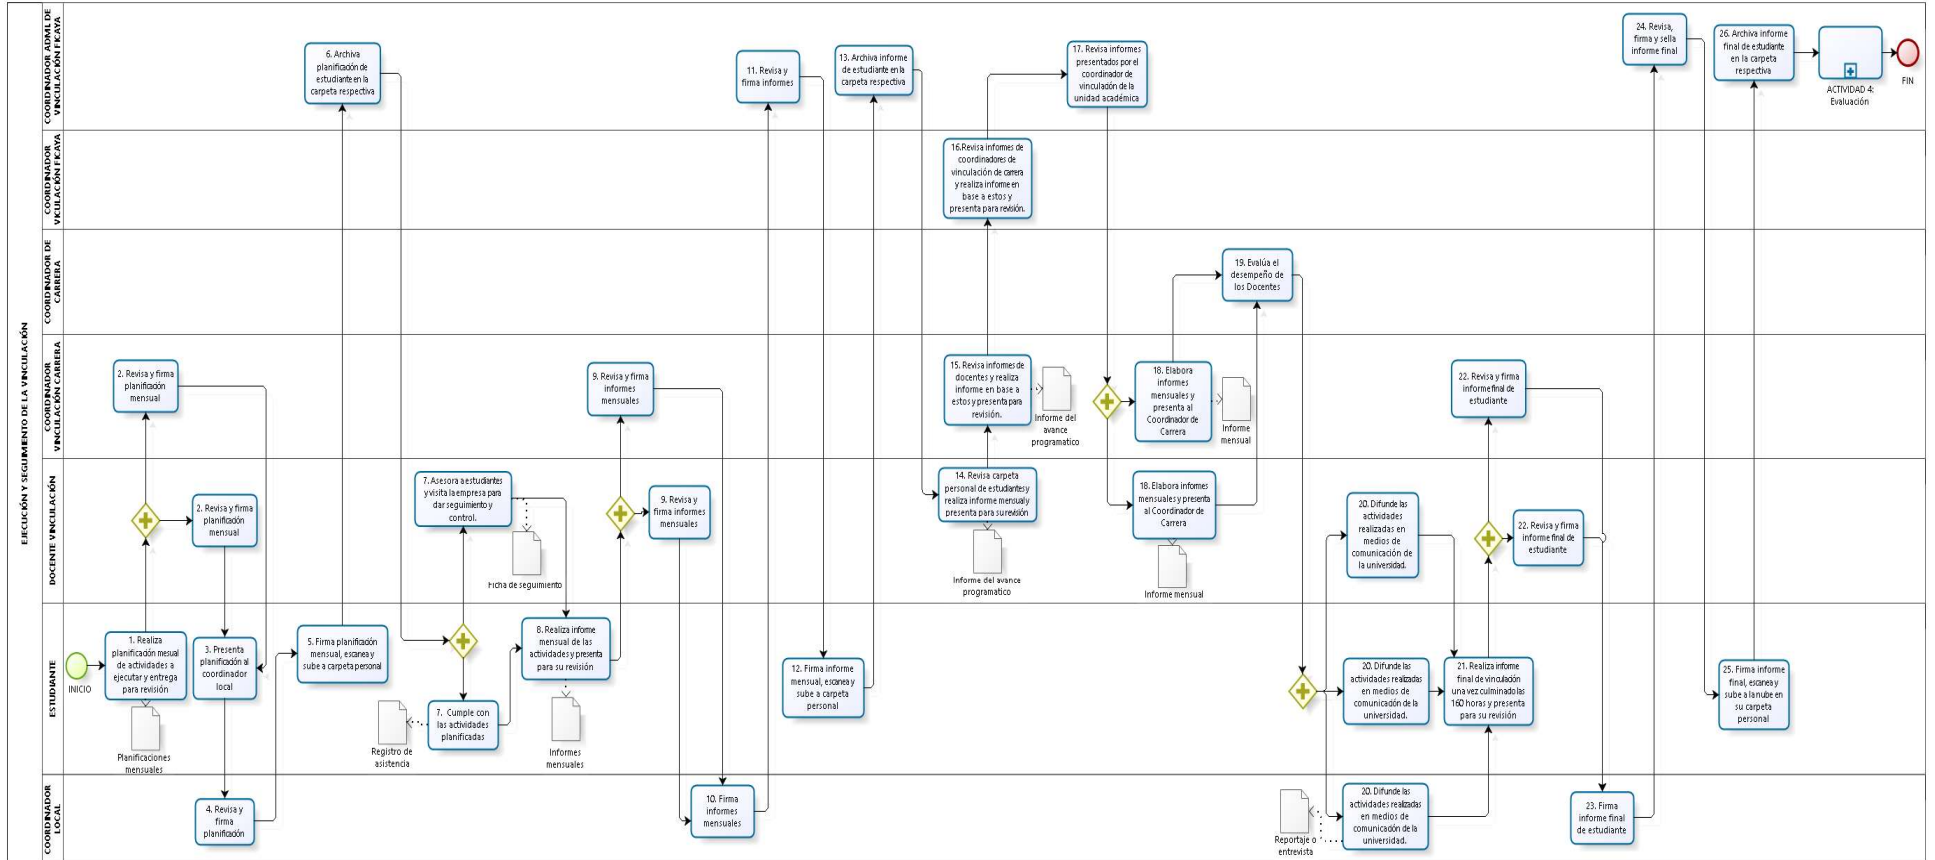 EJECUCIÓN Y SEGUIMIENTO DE LA VINCULACIÓN
COORDINADOR ADML DE
VINCULACIÓN FICAYA
6. Archiva
planificación de
estudiante en la
carpeta respectiva
11. Revisa y
firma informes
13. Archiva informe
de estudiante en la
carpeta respectiva
17. Revisa informes
presentados por el
coordinador de
vinculación de la
unidad académica
24. Revisa,
firma y sella
informe final
26. Archiva informe
final de estudiante
en la carpeta
respectiva
ACTIVIDAD 4:
Evaluación
FIN
COORDINADOR
VICULACIÓN FICAYA
16.Revisa informes de
coordinadores de
vinculación de carrera
y realiza informe en
base a estos y
presenta para revisión.
COORDINADOR DE
CARRERA
19. Evalúa el
desempeño de
los Docentes
COORDINADOR
VINCULACIÓN CARRERA
2. Revisa y firma
planificación
mensual
9. Revisa y firma
informes
mensuales
15. Revisa informes de
docentes y realiza
informe en base a
estos y presenta para
revisión.
Informe del
avance
programatico
18. Elabora
informes
mensuales y
presenta al
Coordinador de
Carrera
Informe
mensual
22. Revisa y firma
informe final de
estudiante
DOCENTE VINCULACIÓN
2. Revisa y firma
planificación
mensual
7. Asesora a estudiantes
y visita la empresa para
dar seguimiento y
control.
Ficha de seguimiento
9. Revisa y
firma informes
mensuales
14. Revisa carpeta
personal de estudiantes y
realiza informe mensual y
presenta para su revisión
Informe del avance
programatico
18. Elabora informes
mensuales y presenta
al Coordinador de
Carrera
Informe mensual
20. Difunde las
actividades
realizadas en
medios de
comunicación de
la universidad.
22. Revisa y firma
informe final de
estudiante
ESTUDIANTE
INICIO
1. Realiza
planificación mesual
de actividades a
ejecutar y entrega
para revisión
Planificaciones
mensuales
3. Presenta
planificación al
coordinador
local
5. Firma planificación
mensual, escanea y
sube a carpeta personal
7. Cumple con
las actividades
planificadas
Registro de
asistencia
8. Realiza informe
mensual de las
actividades y presenta
para su revisión
Informes
mensuales
12. Firma informe
mensual, escanea y
sube a carpeta
personal
20. Difunde las
actividades realizadas
en medios de
comunicación de la
universidad.
21. Realiza informe
final de vinculación
una vez culminado las
160 horas y presenta
para su revisión
25. Firma informe
final, escanea y
sube a la nube en
su carpeta
personal
COORDINADOR
LOCAL
4. Revisa y
firma
planificación
10. Firma
informes
mensuales
Reportaje o
entrevista
20. Difunde las
actividades realizadas
en medios de
comunicación de la
universidad.
23. Firma
informe final
de estudiante